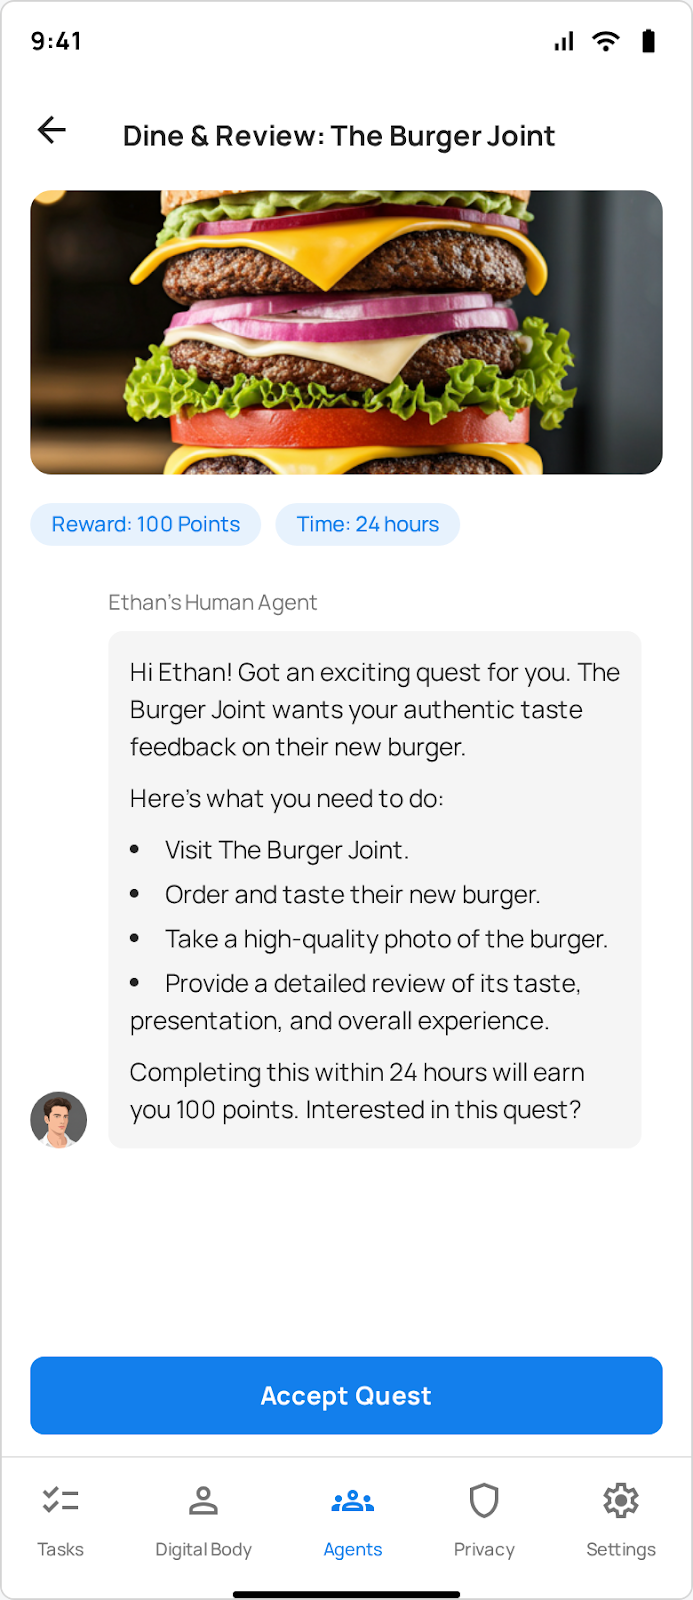 9:41
Dine & Review: The Burger Joint
Reward: 100 Points
Time: 24 hours
Ethan's Human Agent
Hi Ethan! Got an exciting quest for you. The
Burger Joint wants your authentic taste
feedback on their new burger.
Here's what you need to do:
• Visit The Burger Joint.
• Order and taste their new burger.
• Take a high-quality photo of the burger.
• Provide a detailed review of its taste,
presentation, and overall experience.
Completing this within 24 hours will earn
you 100 points. Interested in this quest?
Accept Quest
Tasks
Digital Body
Agents
Privacy
Settings